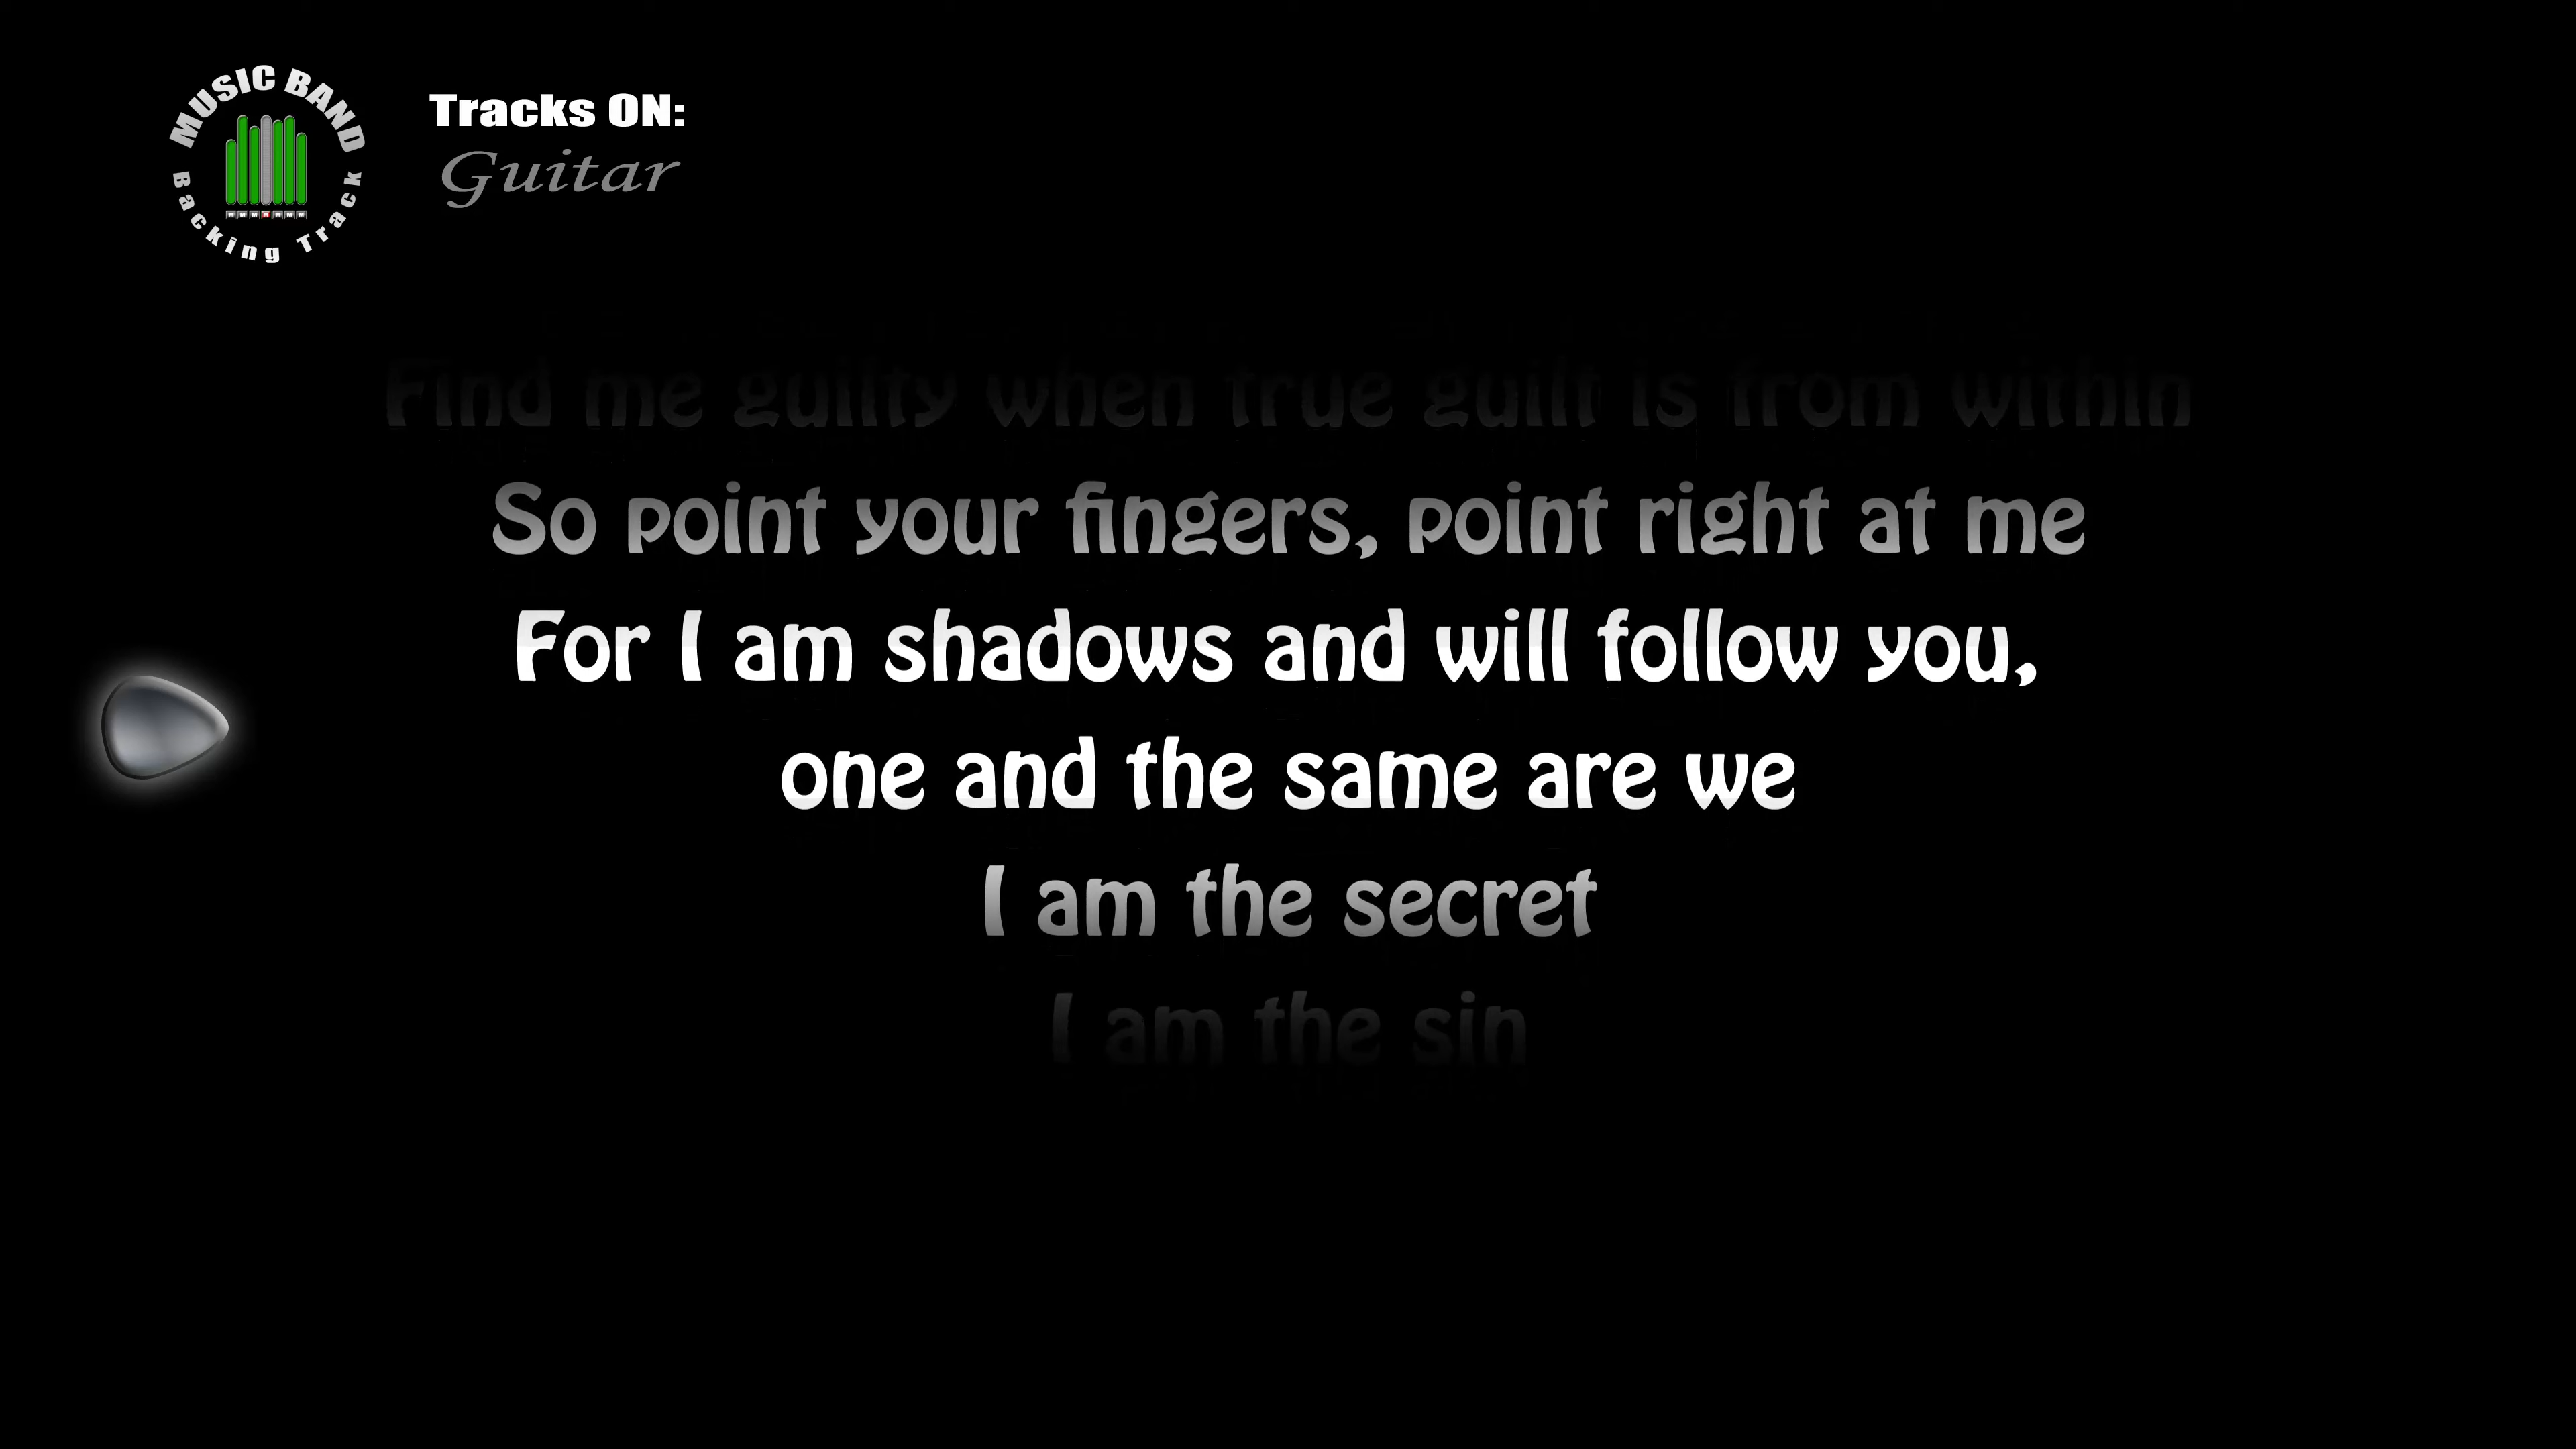 MUSIC BAND
Backing Track
Tracks ON:
Guitar
Find me guilty when true guilt is from within
So point your fingers, point right at me
For I am shadows and will follow you,
one and the same are we
I am the secret
I am the sin